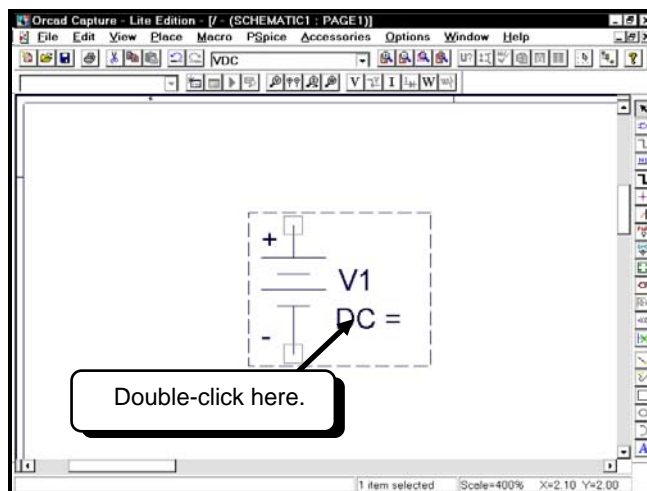 Orcad Capture - Lite Edition - [/ - (SCHEMATIC1 : PAGE1)]
File Edit View Place Macro PSpice Accessories Options Window Help
VDC
U?
V I W
+
V1
DC =
-
Double-click here.
A
1 item selected Scale=400% X=2.10 Y=2.00